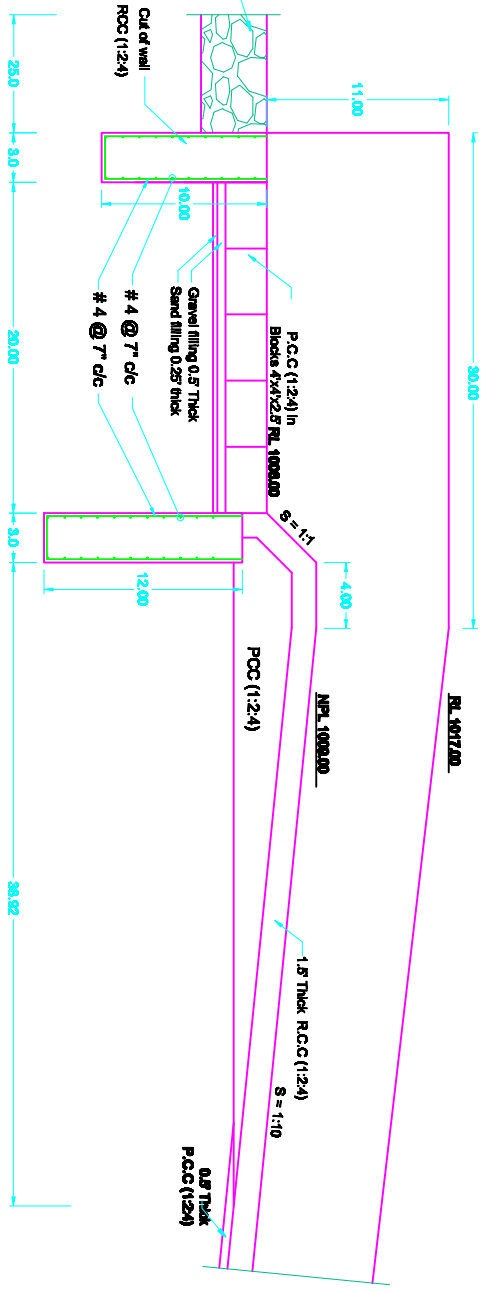 30.00
RL 1017.00
11.00
4.00
NPL 1009.00
S = 1:1
1.5' Thick R.C.C (1:2:4)
S = 1:10
P.C.C (1:2:4) in
Blocks 4'x4'x2.5'
RL 1006.00
PCC (1:2:4)
0.5' Thick
P.C.C (1:2:4)
10.00
Gravel filling 0.5' Thick
Sand filling 0.25' thick
12.00
Cut of wall
RCC (1:2:4)
# 4 @ 7" c/c
# 4 @ 7" c/c
25.0
3.0
20.00
3.0
38.92